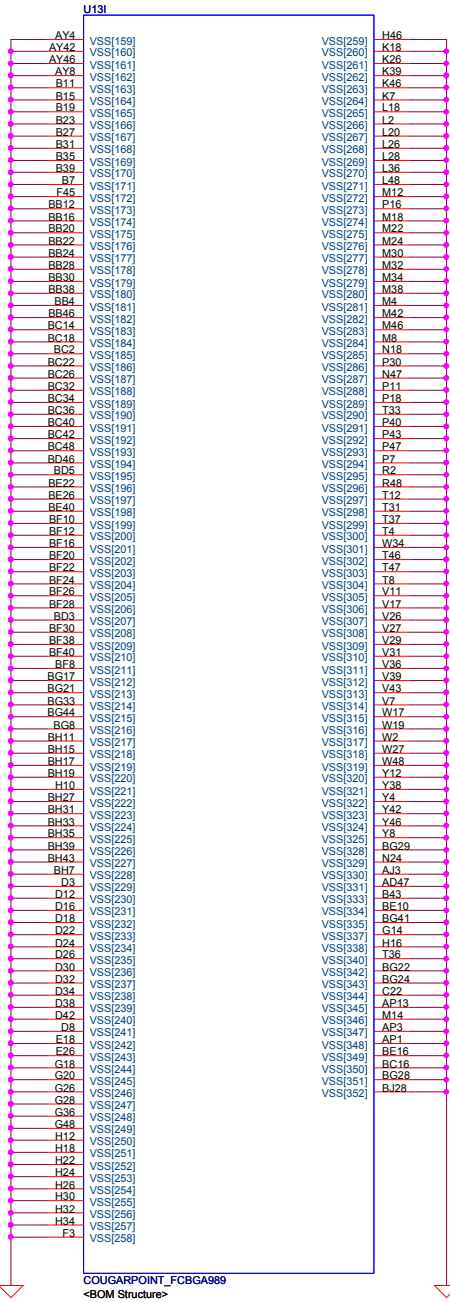 U13I
AY4 VSS[159] VSS[259] H46
AY42 VSS[160] VSS[260] K18
AY46 VSS[161] VSS[261] K26
AY8 VSS[162] VSS[262] K39
B11 VSS[163] VSS[263] K46
B15 VSS[164] VSS[264] K7
B19 VSS[165] VSS[265] L18
B23 VSS[166] VSS[266] L2
B27 VSS[167] VSS[267] L20
B31 VSS[168] VSS[268] L26
B35 VSS[169] VSS[269] L28
B39 VSS[170] VSS[270] L36
B7 VSS[171] VSS[271] L48
F45 VSS[172] VSS[272] M12
BB12 VSS[173] VSS[273] P16
BB16 VSS[174] VSS[274] M18
BB20 VSS[175] VSS[275] M22
BB22 VSS[176] VSS[276] M24
BB24 VSS[177] VSS[277] M30
BB28 VSS[178] VSS[278] M32
BB30 VSS[179] VSS[279] M34
BB38 VSS[180] VSS[280] M38
BB4 VSS[181] VSS[281] M4
BB46 VSS[182] VSS[282] M42
BC14 VSS[183] VSS[283] M46
BC18 VSS[184] VSS[284] M8
BC2 VSS[185] VSS[285] N18
BC22 VSS[186] VSS[286] P30
BC26 VSS[187] VSS[287] N47
BC32 VSS[188] VSS[288] P11
BC34 VSS[189] VSS[289] P18
BC36 VSS[190] VSS[290] T33
BC40 VSS[191] VSS[291] P40
BC42 VSS[192] VSS[292] P43
BC48 VSS[193] VSS[293] P47
BD46 VSS[194] VSS[294] P7
BD5 VSS[195] VSS[295] R2
BE22 VSS[196] VSS[296] R48
BE26 VSS[197] VSS[297] T12
BE40 VSS[198] VSS[298] T31
BF10 VSS[199] VSS[299] T37
BF12 VSS[200] VSS[300] T4
BF16 VSS[201] VSS[301] W34
BF20 VSS[202] VSS[302] T46
BF22 VSS[203] VSS[303] T47
BF24 VSS[204] VSS[304] T8
BF26 VSS[205] VSS[305] V11
BF28 VSS[206] VSS[306] V17
BD3 VSS[207] VSS[307] V26
BF30 VSS[208] VSS[308] V27
BF38 VSS[209] VSS[309] V29
BF40 VSS[210] VSS[310] V31
BF8 VSS[211] VSS[311] V36
BG17 VSS[212] VSS[312] V39
BG21 VSS[213] VSS[313] V43
BG33 VSS[214] VSS[314] V7
BG44 VSS[215] VSS[315] W17
BG8 VSS[216] VSS[316] W19
BH11 VSS[217] VSS[317] W2
BH15 VSS[218] VSS[318] W27
BH17 VSS[219] VSS[319] W48
BH19 VSS[220] VSS[320] Y12
H10 VSS[221] VSS[321] Y38
BH27 VSS[222] VSS[322] Y4
BH31 VSS[223] VSS[323] Y42
BH33 VSS[224] VSS[324] Y46
BH35 VSS[225] VSS[325] Y8
BH39 VSS[226] VSS[328] BG29
BH43 VSS[227] VSS[329] N24
BH7 VSS[228] VSS[330] AJ3
D3 VSS[229] VSS[331] AD47
D12 VSS[230] VSS[333] B43
D16 VSS[231] VSS[334] BE10
D18 VSS[232] VSS[335] BG41
D22 VSS[233] VSS[337] G14
D24 VSS[234] VSS[338] H16
D26 VSS[235] VSS[340] T36
D30 VSS[236] VSS[342] BG22
D32 VSS[237] VSS[343] BG24
D34 VSS[238] VSS[344] C22
D38 VSS[239] VSS[345] AP13
D42 VSS[240] VSS[346] M14
D8 VSS[241] VSS[347] AP3
E18 VSS[242] VSS[348] AP1
E26 VSS[243] VSS[349] BE16
G18 VSS[244] VSS[350] BC16
G20 VSS[245] VSS[351] BG28
G26 VSS[246] VSS[352] BJ28
G28 VSS[247]
G36 VSS[248]
G48 VSS[249]
H12 VSS[250]
H18 VSS[251]
H22 VSS[252]
H24 VSS[253]
H26 VSS[254]
H30 VSS[255]
H32 VSS[256]
H34 VSS[257]
F3 VSS[258]
COUGARPOINT_FCBGA989
<BOM Structure>